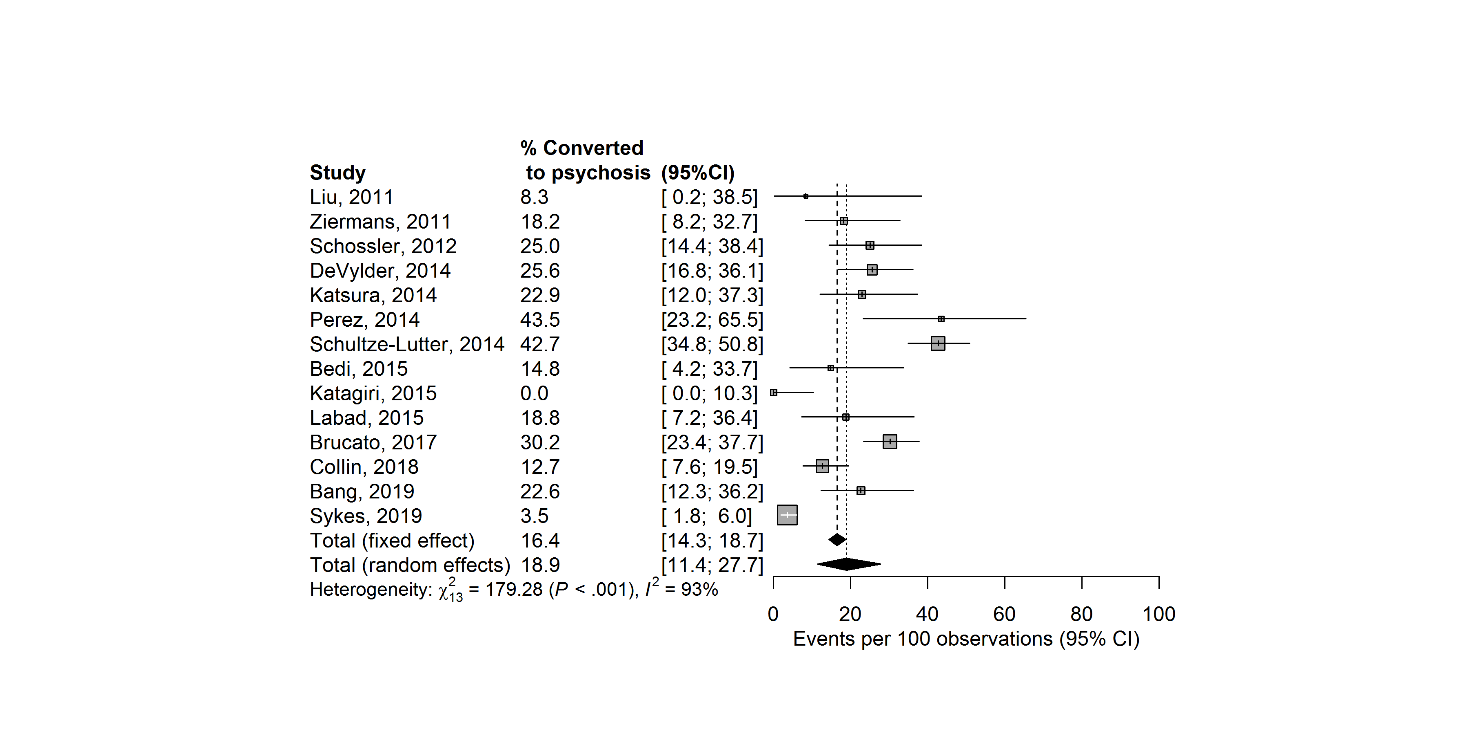 % Converted
Study to psychosis (95%CI)
Liu, 2011 8.3 [ 0.2; 38.5]
Ziermans, 2011 18.2 [ 8.2; 32.7]
Schossler, 2012 25.0 [14.4; 38.4]
DeVylder, 2014 25.6 [16.8; 36.1]
Katsura, 2014 22.9 [12.0; 37.3]
Perez, 2014 43.5 [23.2; 65.5]
Schultze-Lutter, 2014 42.7 [34.8; 50.8]
Bedi, 2015 14.8 [ 4.2; 33.7]
Katagiri, 2015 0.0 [ 0.0; 10.3]
Labad, 2015 18.8 [ 7.2; 36.4]
Brucato, 2017 30.2 [23.4; 37.7]
Collin, 2018 12.7 [ 7.6; 19.5]
Bang, 2019 22.6 [12.3; 36.2]
Sykes, 2019 3.5 [ 1.8; 6.0]
Total (fixed effect) 16.4 [14.3; 18.7]
Total (random effects) 18.9 [11.4; 27.7]
Heterogeneity: χ²₁₃ = 179.28 (P < .001), I² = 93%
0 20 40 60 80 100
Events per 100 observations (95% CI)